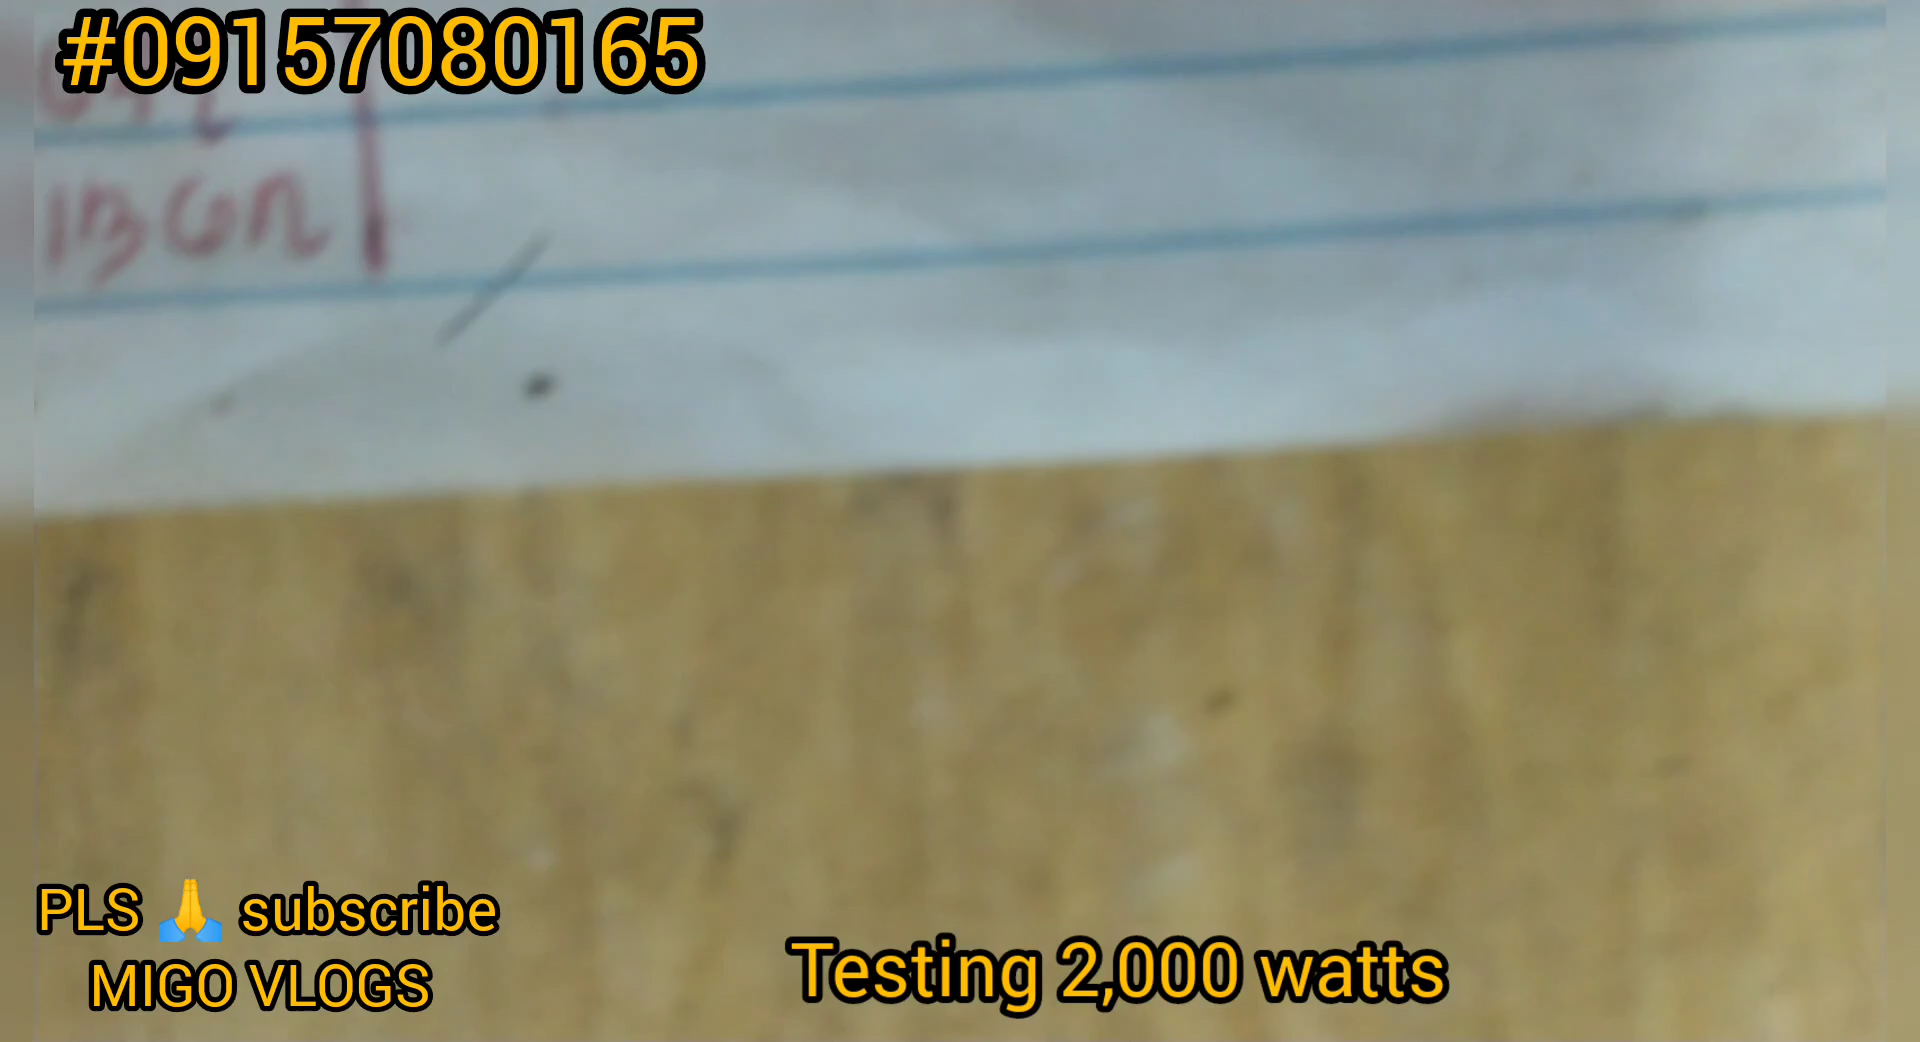 #09157080165
PLS 🙏 subscribe
MIGO VLOGS
Testing 2,000 watts